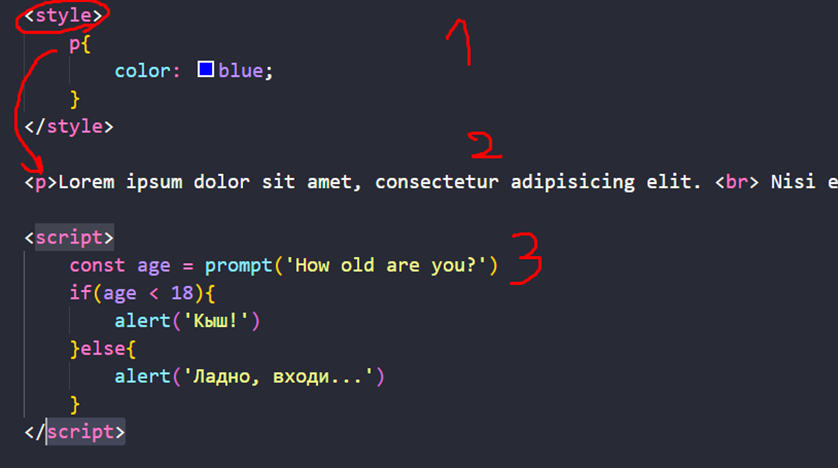 <style>
p{
color: blue;
}
</style>
1
2
<p>Lorem ipsum dolor sit amet, consectetur adipisicing elit. <br> Nisi e
<script>
const age = prompt('How old are you?')
3
if(age < 18){
alert('Кыш!')
}else{
alert('Ладно, входи...')
}
</script>